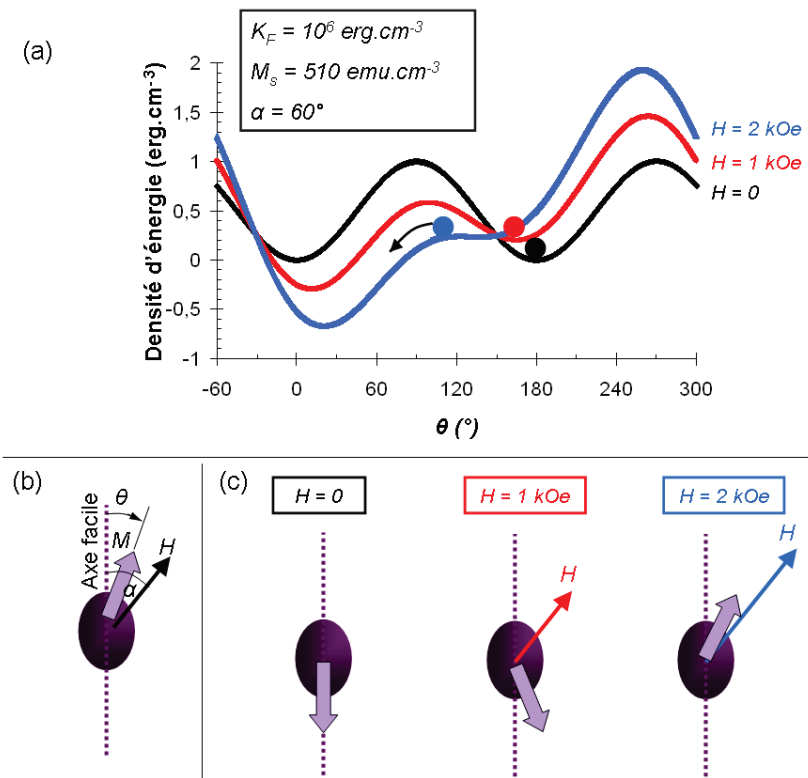 (a)
K_F = 10⁶ erg.cm⁻³
M_s = 510 emu.cm⁻³
α = 60°
Densité d'énergie (erg.cm⁻³)
2
1,5
1
0,5
0
-0,5
-1
-60 0 60 120 180 240 300
θ (°)
H = 2 kOe
H = 1 kOe
H = 0
(b)
Axe facile
θ
M
H
α
(c)
H = 0
H = 1 kOe
H
H = 2 kOe
H